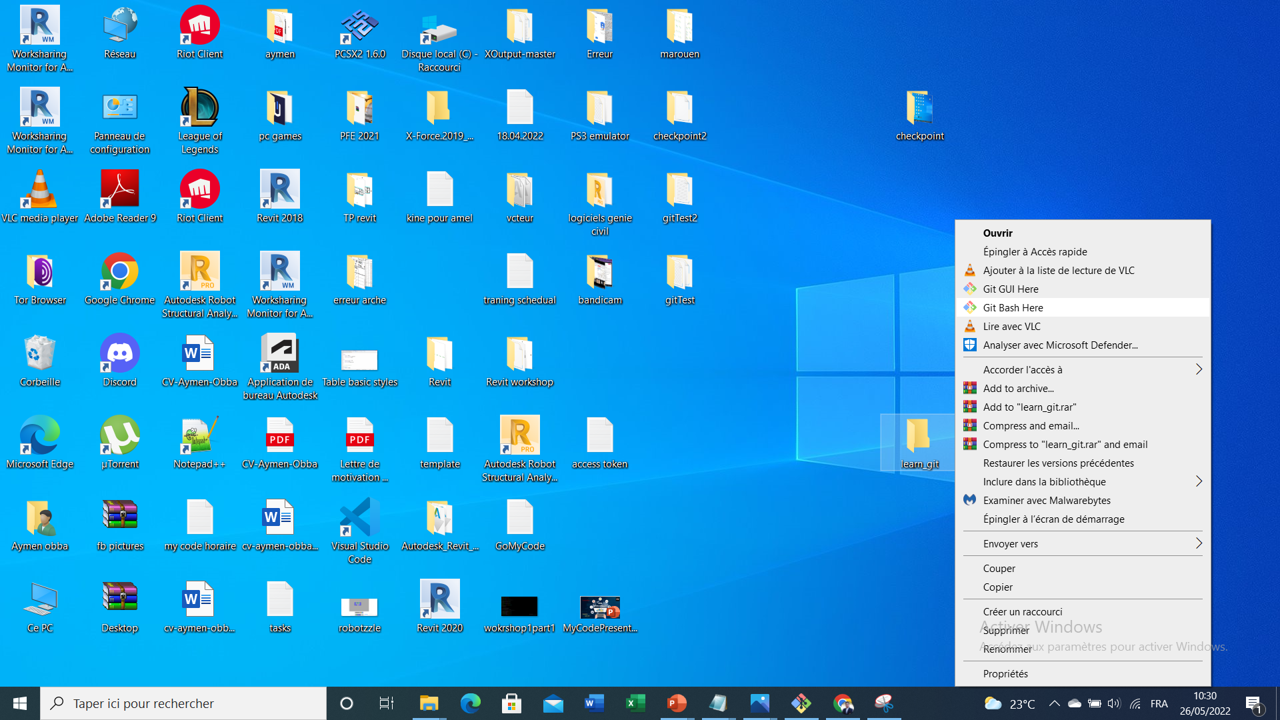 Worksharing
Monitor for A...
Réseau
Riot Client
aymen
PCSX2 1.6.0
Disque local (C) -
Raccourci
XOutput-master
Erreur
marouen
Worksharing
Monitor for A...
Panneau de
configuration
League of
Legends
pc games
PFE 2021
X-Force.2019_...
18.04.2022
PS3 emulator
checkpoint2
checkpoint
VLC media player
Adobe Reader 9
Riot Client
Revit 2018
TP revit
kine pour amel
vcteur
logiciels genie
civil
gitTest2
Tor Browser
Google Chrome
Autodesk Robot
Structural Analy...
Worksharing
Monitor for A...
erreur arche
traning schedual
bandicam
gitTest
Corbeille
Discord
CV-Aymen-Obba
Application de
bureau Autodesk
Table basic styles
Revit
Revit workshop
Microsoft Edge
µTorrent
Notepad++
CV-Aymen-Obba
Lettre de
motivation ...
template
Autodesk Robot
Structural Analy...
access token
learn_git
Aymen obba
fb pictures
my code horaire
cv-aymen-obba...
Visual Studio
Code
Autodesk_Revit_...
GoMyCode
Ce PC
Desktop
cv-aymen-obb...
tasks
robotzzle
Revit 2020
wokrshop1part1
MyCodePresent...
Ouvrir
Épingler à Accès rapide
Ajouter à la liste de lecture de VLC
Git GUI Here
Git Bash Here
Lire avec VLC
Analyser avec Microsoft Defender...
Accorder l'accès à
Add to archive...
Add to "learn_git.rar"
Compress and email...
Compress to "learn_git.rar" and email
Restaurer les versions précédentes
Inclure dans la bibliothèque
Examiner avec Malwarebytes
Épingler à l'écran de démarrage
Envoyer vers
Couper
Copier
Créer un raccourci
Activer Windows
Supprimer
aux paramètres pour activer Windows.
Renommer
Propriétés
Taper ici pour rechercher
23°C
FRA
10:30
26/05/2022
1